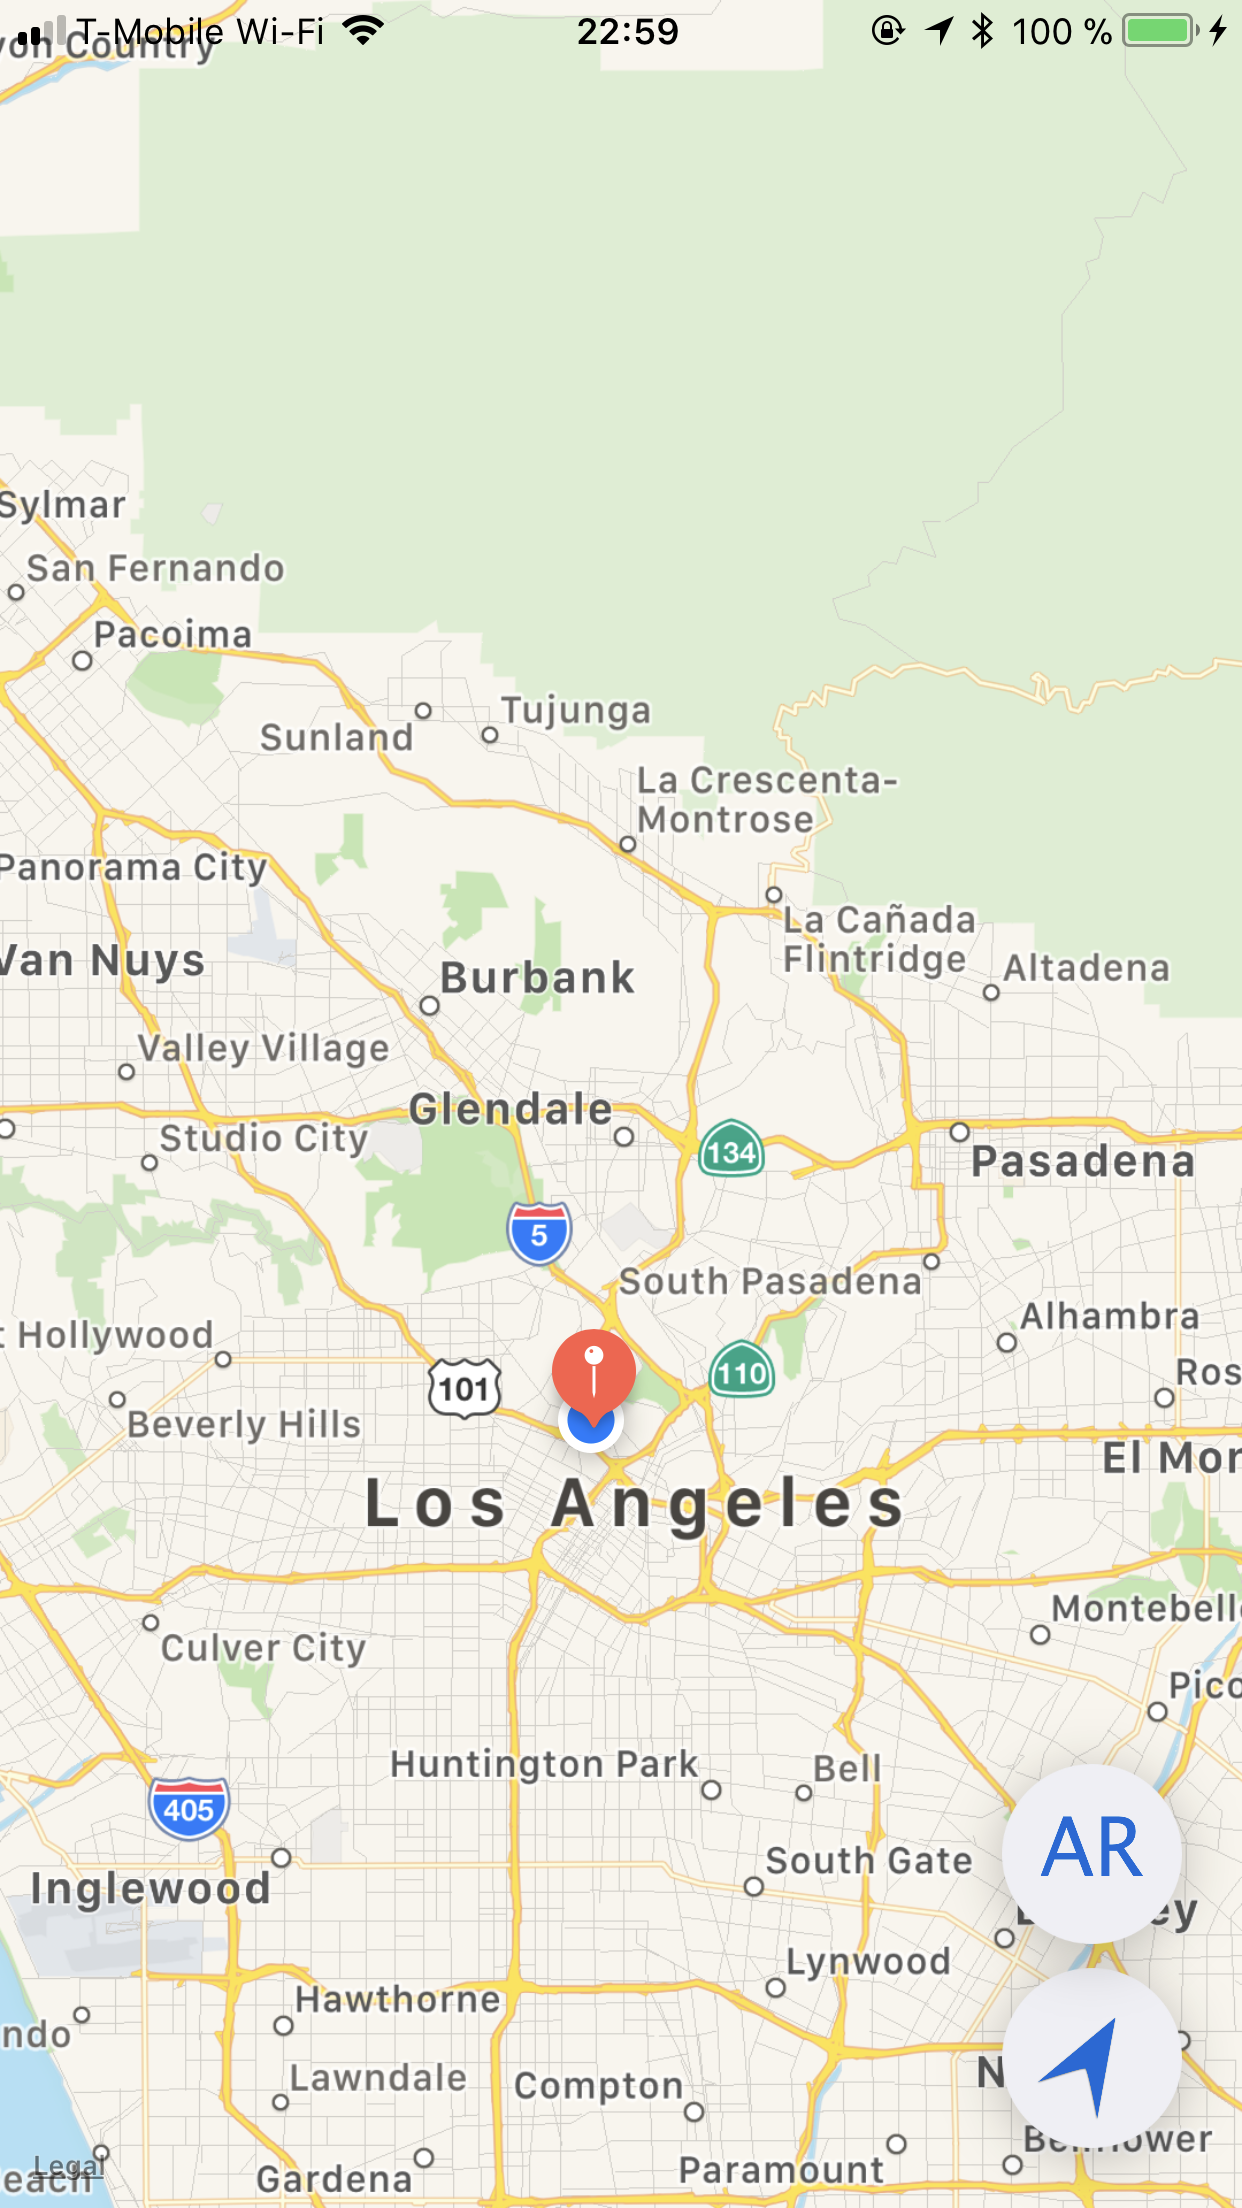 T-Mobile Wi-Fi
22:59
100 %
yon Country
Sylmar
San Fernando
Pacoima
Tujunga
Sunland
La Crescenta-
Montrose
Panorama City
La Cañada
Flintridge
Van Nuys
Burbank
Altadena
Valley Village
Glendale
Studio City
134
Pasadena
5
South Pasadena
Alhambra
t Hollywood
110
Ros
101
Beverly Hills
El Mon
Los Angeles
Montebell
Culver City
Pico
Huntington Park
Bell
405
AR
South Gate
Inglewood
ey
Lynwood
Hawthorne
ndo
N
Lawndale
Compton
Legal
each
Gardena
Paramount